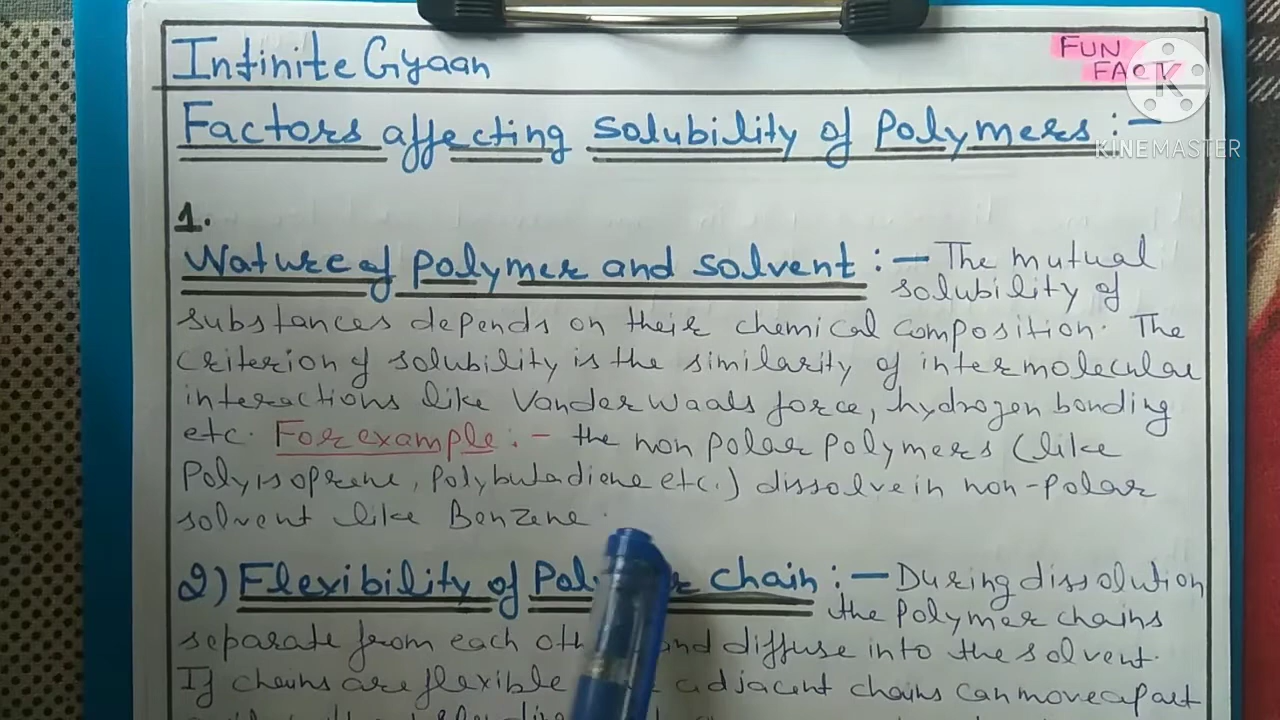 Infinite Gyaan
FUN
FACT
K
KINEMASTER
Factors affecting solubility of Polymers :-
1.
Nature of polymer and solvent :- The mutual
solubility of
substances depends on their chemical composition. The
criterion of solubility is the similarity of intermolecular
interactions like Vander Waals force, hydrogen bonding
etc. For example :- the non polar polymers (like
Polyisoprene, Polybutadiene etc.) dissolve in non-polar
solvent like Benzene.
2) Flexibility of Chain :- During dissolution
the polymer chains
separate from each and diffuse into the solvent.
If chains are flexible adjacent chains can move apart